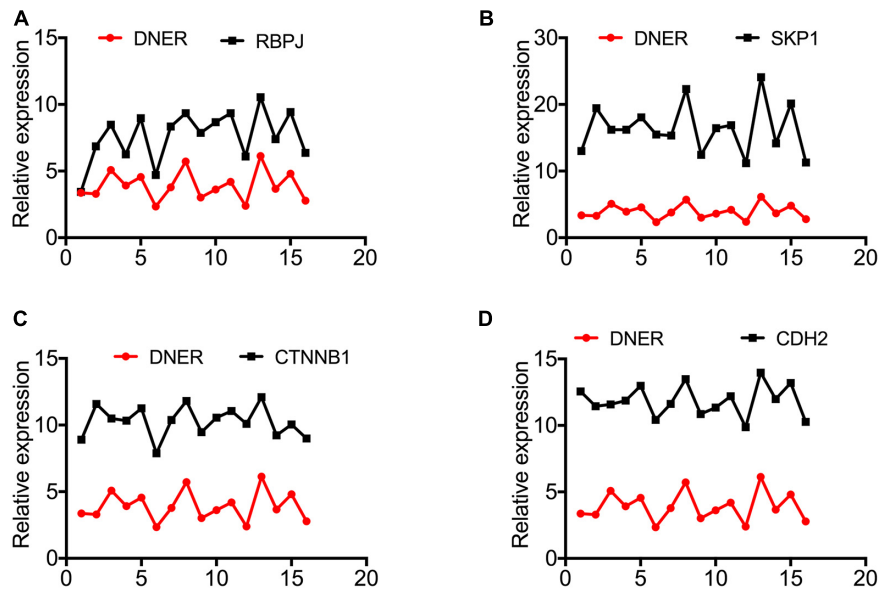 A
DNER RBPJ
Relative expression
15
10
5
0
0 5 10 15 20
B
DNER SKP1
Relative expression
30
20
10
0
0 5 10 15 20
C
DNER CTNNB1
Relative expression
15
10
5
0
0 5 10 15 20
D
DNER CDH2
Relative expression
15
10
5
0
0 5 10 15 20